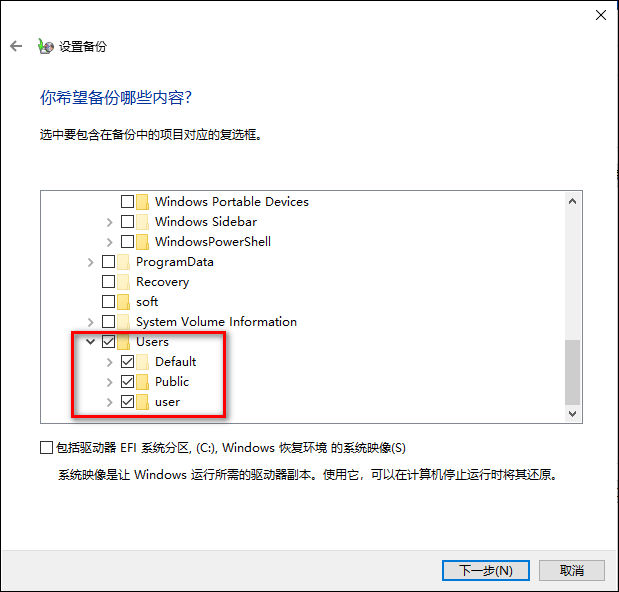 设置备份
你希望备份哪些内容?
选中要包含在备份中的项目对应的复选框。
Windows Portable Devices
Windows Sidebar
WindowsPowerShell
ProgramData
Recovery
soft
System Volume Information
Users
Default
Public
user
包括驱动器 EFI 系统分区, (C:), Windows 恢复环境 的系统映像(S)
系统映像是让 Windows 运行所需的驱动器副本。使用它，可以在计算机停止运行时将其还原。
下一步(N)
取消